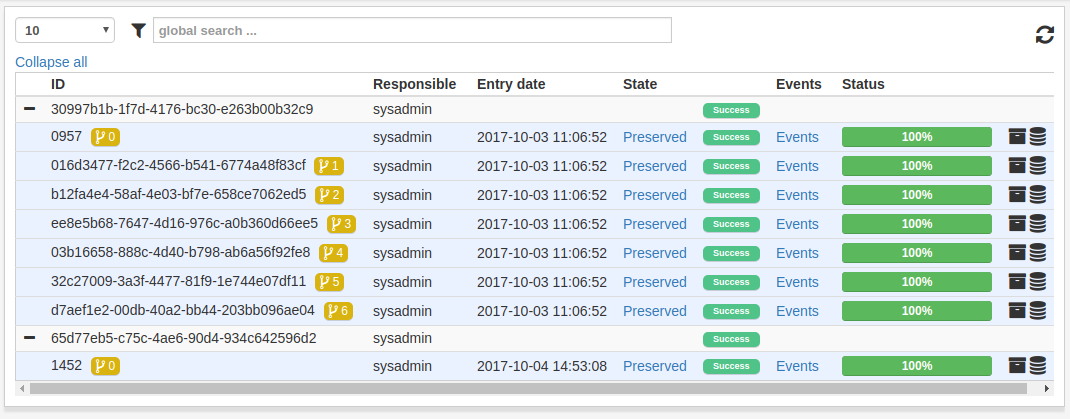 10 global search ...
Collapse all
ID Responsible Entry date State Events Status
30997b1b-1f7d-4176-bc30-e263b00b32c9 sysadmin Success
0957 0 sysadmin 2017-10-03 11:06:52 Preserved Success Events 100%
016d3477-f2c2-4566-b541-6774a48f83cf 1 sysadmin 2017-10-03 11:06:52 Preserved Success Events 100%
b12fa4e4-58af-4e03-bf7e-658ce7062ed5 2 sysadmin 2017-10-03 11:06:52 Preserved Success Events 100%
ee8e5b68-7647-4d16-976c-a0b360d66ee5 3 sysadmin 2017-10-03 11:06:52 Preserved Success Events 100%
03b16658-888c-4d40-b798-ab6a56f92fe8 4 sysadmin 2017-10-03 11:06:52 Preserved Success Events 100%
32c27009-3a3f-4477-81f9-1e744e07df11 5 sysadmin 2017-10-03 11:06:52 Preserved Success Events 100%
d7aef1e2-00db-40a2-bb44-203bb096ae04 6 sysadmin 2017-10-03 11:06:52 Preserved Success Events 100%
65d77eb5-c75c-4ae6-90d4-934c642596d2 sysadmin Success
1452 0 sysadmin 2017-10-04 14:53:08 Preserved Success Events 100%